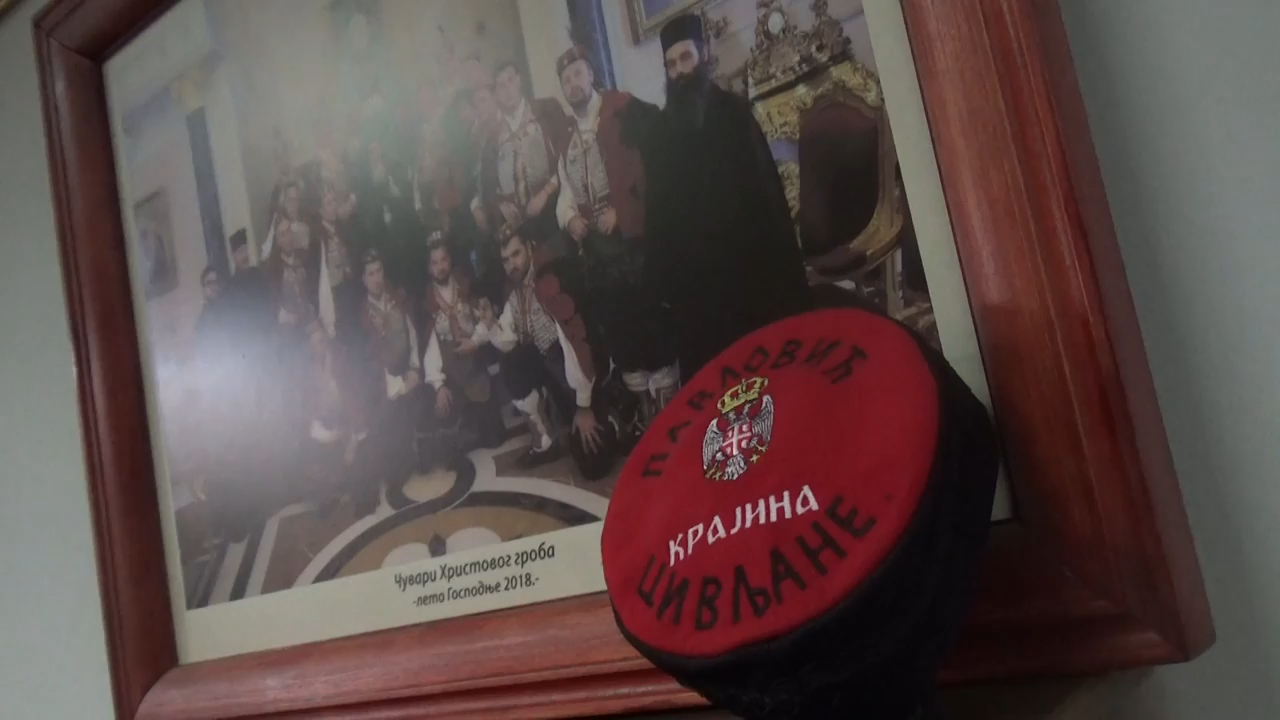 Чувари Христовог гроба
-лето Господње 2018.-
ПАВЛОВИЋ
КРАЈИНА
ЦИВЉАНЕ